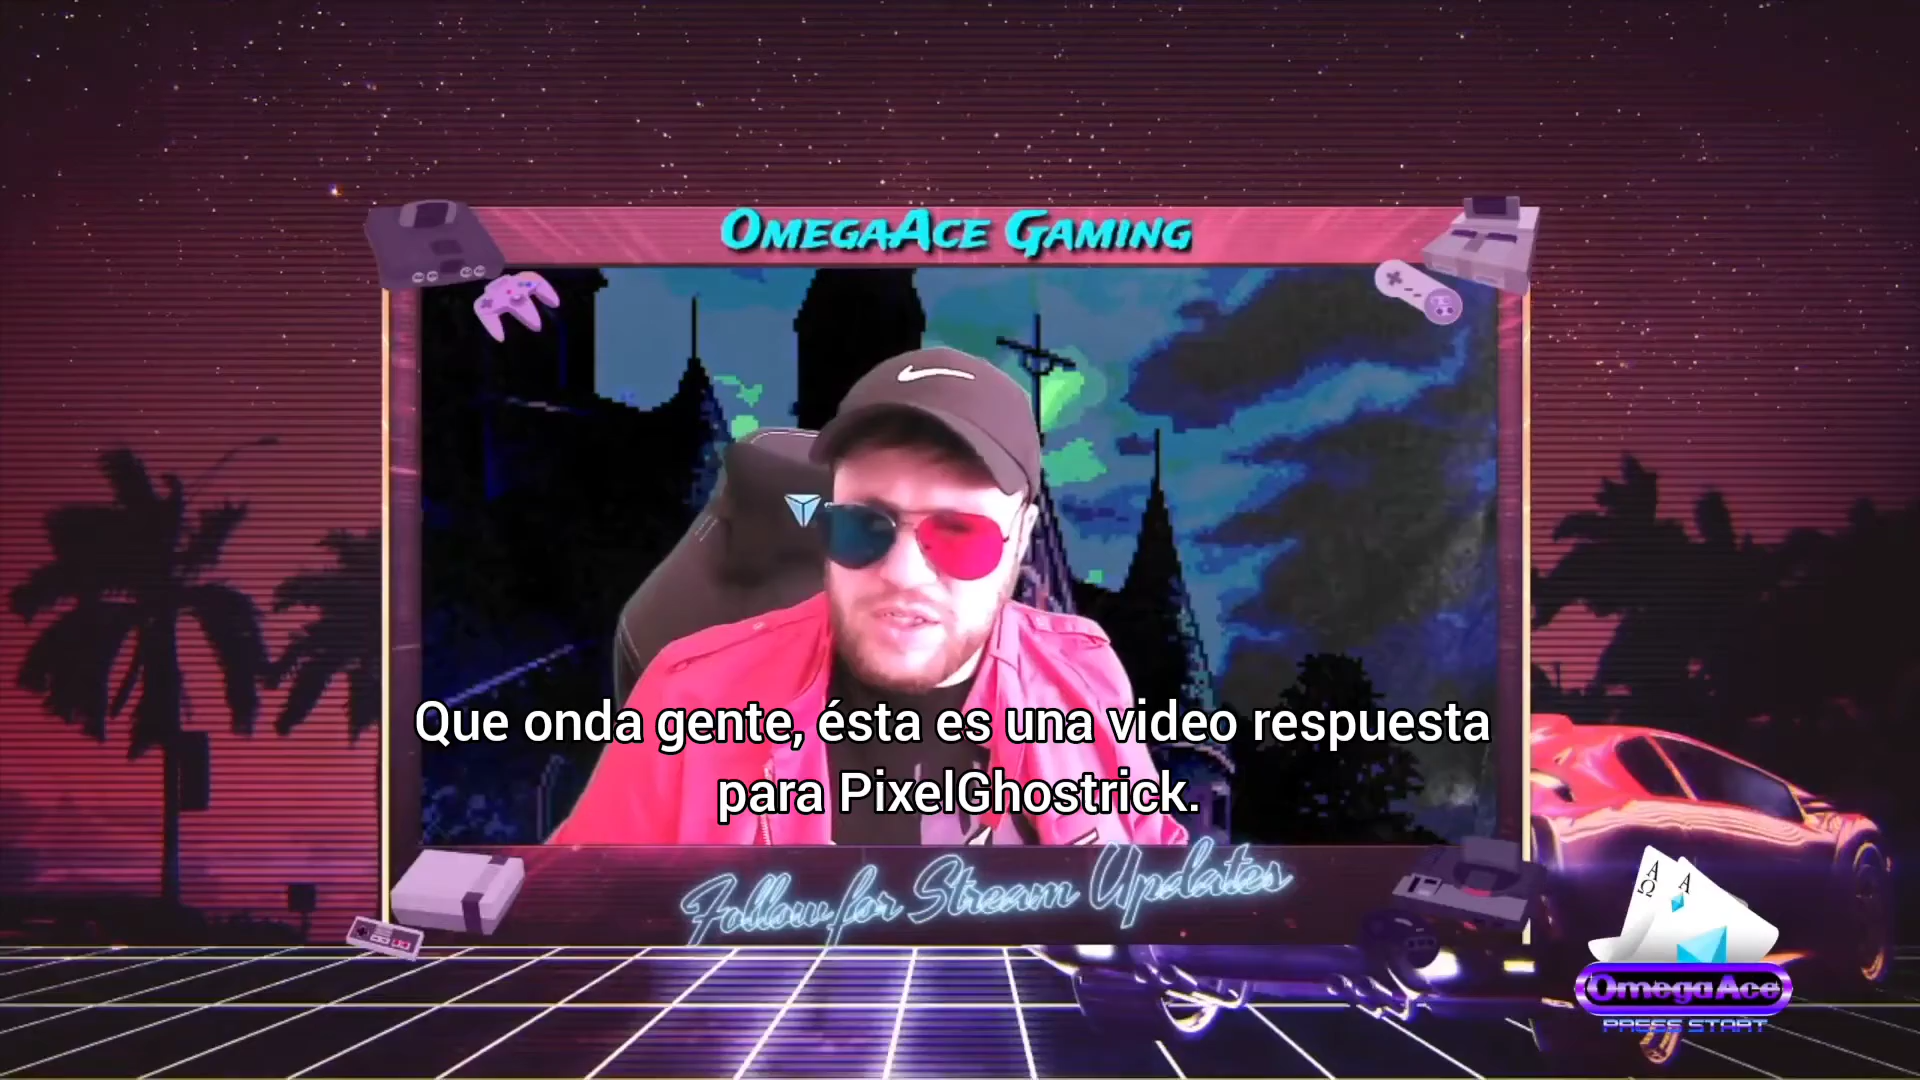 OmegaAce Gaming
Que onda gente, ésta es una video respuesta
para PixelGhostrick.
Follow for Stream Updates
A
Ω
A
OmegaAce
PRESS START